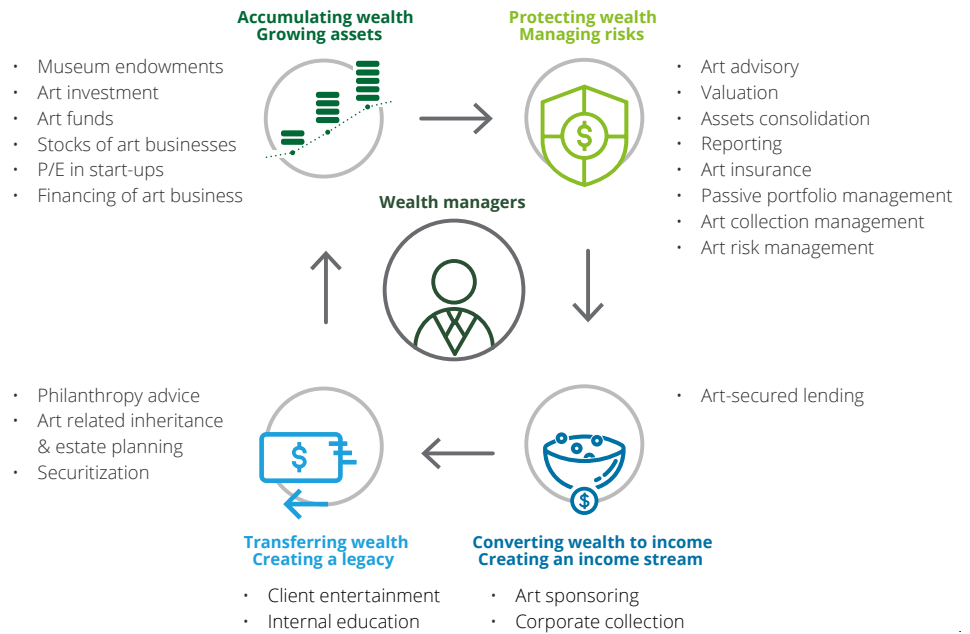 Accumulating wealth
Growing assets
• Museum endowments
• Art investment
• Art funds
• Stocks of art businesses
• P/E in start-ups
• Financing of art business
Protecting wealth
Managing risks
$
• Art advisory
• Valuation
• Assets consolidation
• Reporting
• Art insurance
• Passive portfolio management
• Art collection management
• Art risk management
Wealth managers
• Philanthropy advice
• Art related inheritance
& estate planning
• Securitization
$
Transferring wealth
Creating a legacy
• Art-secured lending
$
Converting wealth to income
Creating an income stream
• Client entertainment
• Internal education
• Art sponsoring
• Corporate collection